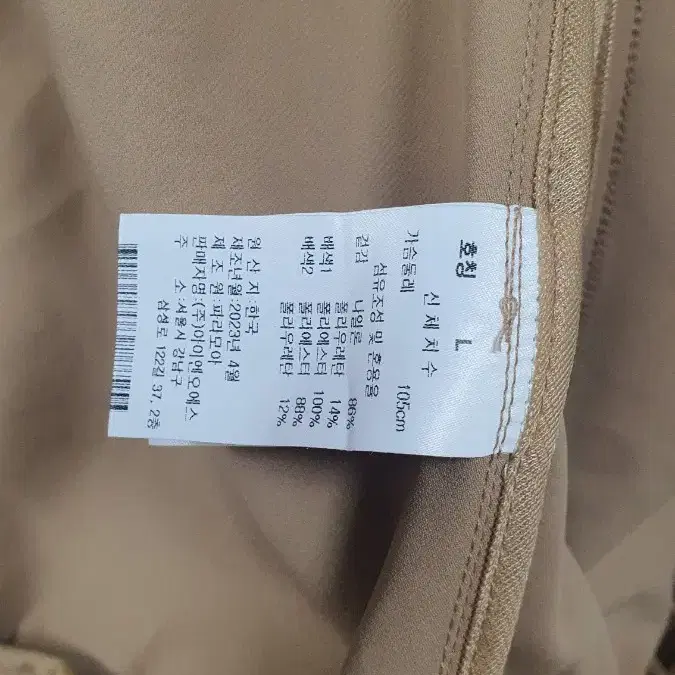 호칭 L
신체치수
가슴둘레 105cm
섬유조성 및 혼용율
겉감 나일론 86%
폴리우레탄 14%
배색1 폴리에스터 100%
배색2 폴리에스터 88%
폴리우레탄 12%
원산지:한국
제조년월:2023년 4월
제 조 원:파리모아
판매자명:(주)아이앤오에스
주 소:서울시 강남구
삼성로 122길 37, 2층